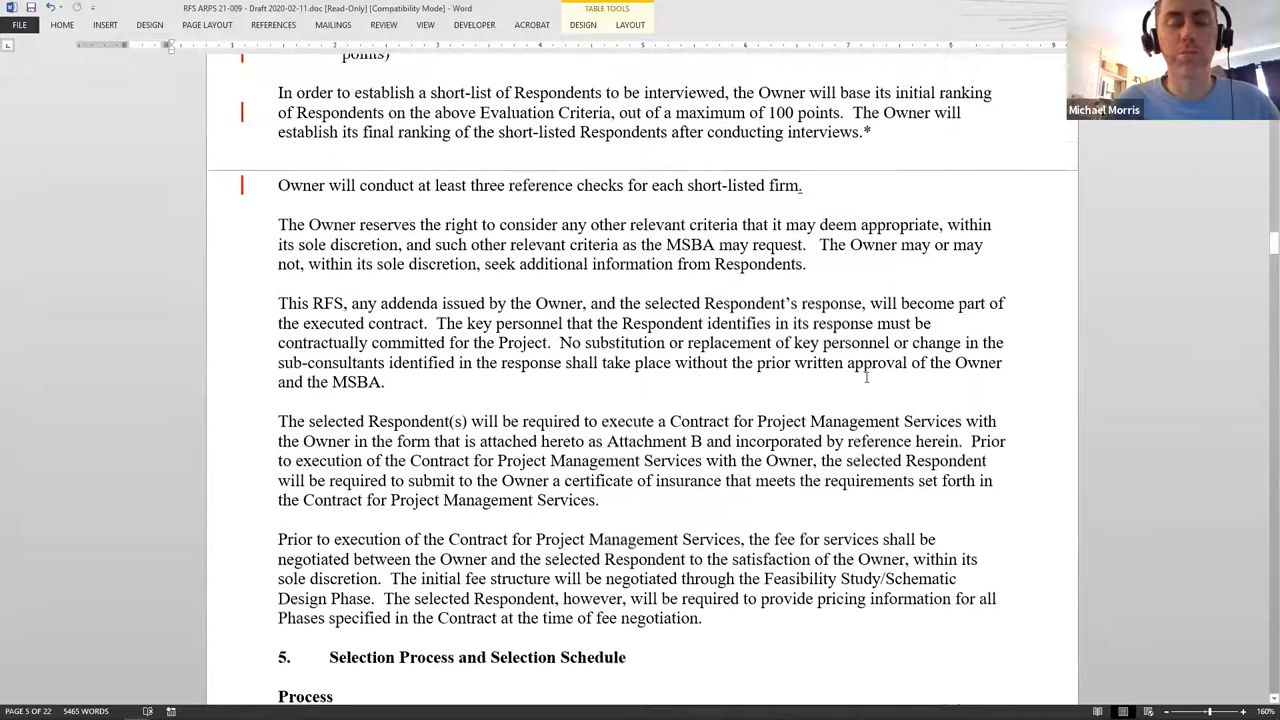 RFS ARPS 21-009 - Draft 2020-02-11.doc [Read-Only] [Compatibility Mode] - Word
TABLE TOOLS
FILE HOME INSERT DESIGN PAGE LAYOUT REFERENCES MAILINGS REVIEW VIEW DEVELOPER ACROBAT DESIGN LAYOUT
1 2 3 4 5 6 7 8 9
points)
In order to establish a short-list of Respondents to be interviewed, the Owner will base its initial ranking
of Respondents on the above Evaluation Criteria, out of a maximum of 100 points. The Owner will
establish its final ranking of the short-listed Respondents after conducting interviews.*
Michael Morris
Owner will conduct at least three reference checks for each short-listed firm.
The Owner reserves the right to consider any other relevant criteria that it may deem appropriate, within
its sole discretion, and such other relevant criteria as the MSBA may request. The Owner may or may
not, within its sole discretion, seek additional information from Respondents.
This RFS, any addenda issued by the Owner, and the selected Respondent’s response, will become part of
the executed contract. The key personnel that the Respondent identifies in its response must be
contractually committed for the Project. No substitution or replacement of key personnel or change in the
sub-consultants identified in the response shall take place without the prior written approval of the Owner
and the MSBA.
The selected Respondent(s) will be required to execute a Contract for Project Management Services with
the Owner in the form that is attached hereto as Attachment B and incorporated by reference herein. Prior
to execution of the Contract for Project Management Services with the Owner, the selected Respondent
will be required to submit to the Owner a certificate of insurance that meets the requirements set forth in
the Contract for Project Management Services.
Prior to execution of the Contract for Project Management Services, the fee for services shall be
negotiated between the Owner and the selected Respondent to the satisfaction of the Owner, within its
sole discretion. The initial fee structure will be negotiated through the Feasibility Study/Schematic
Design Phase. The selected Respondent, however, will be required to provide pricing information for all
Phases specified in the Contract at the time of fee negotiation.
5. Selection Process and Selection Schedule
Process
PAGE 5 OF 22 5465 WORDS 160%